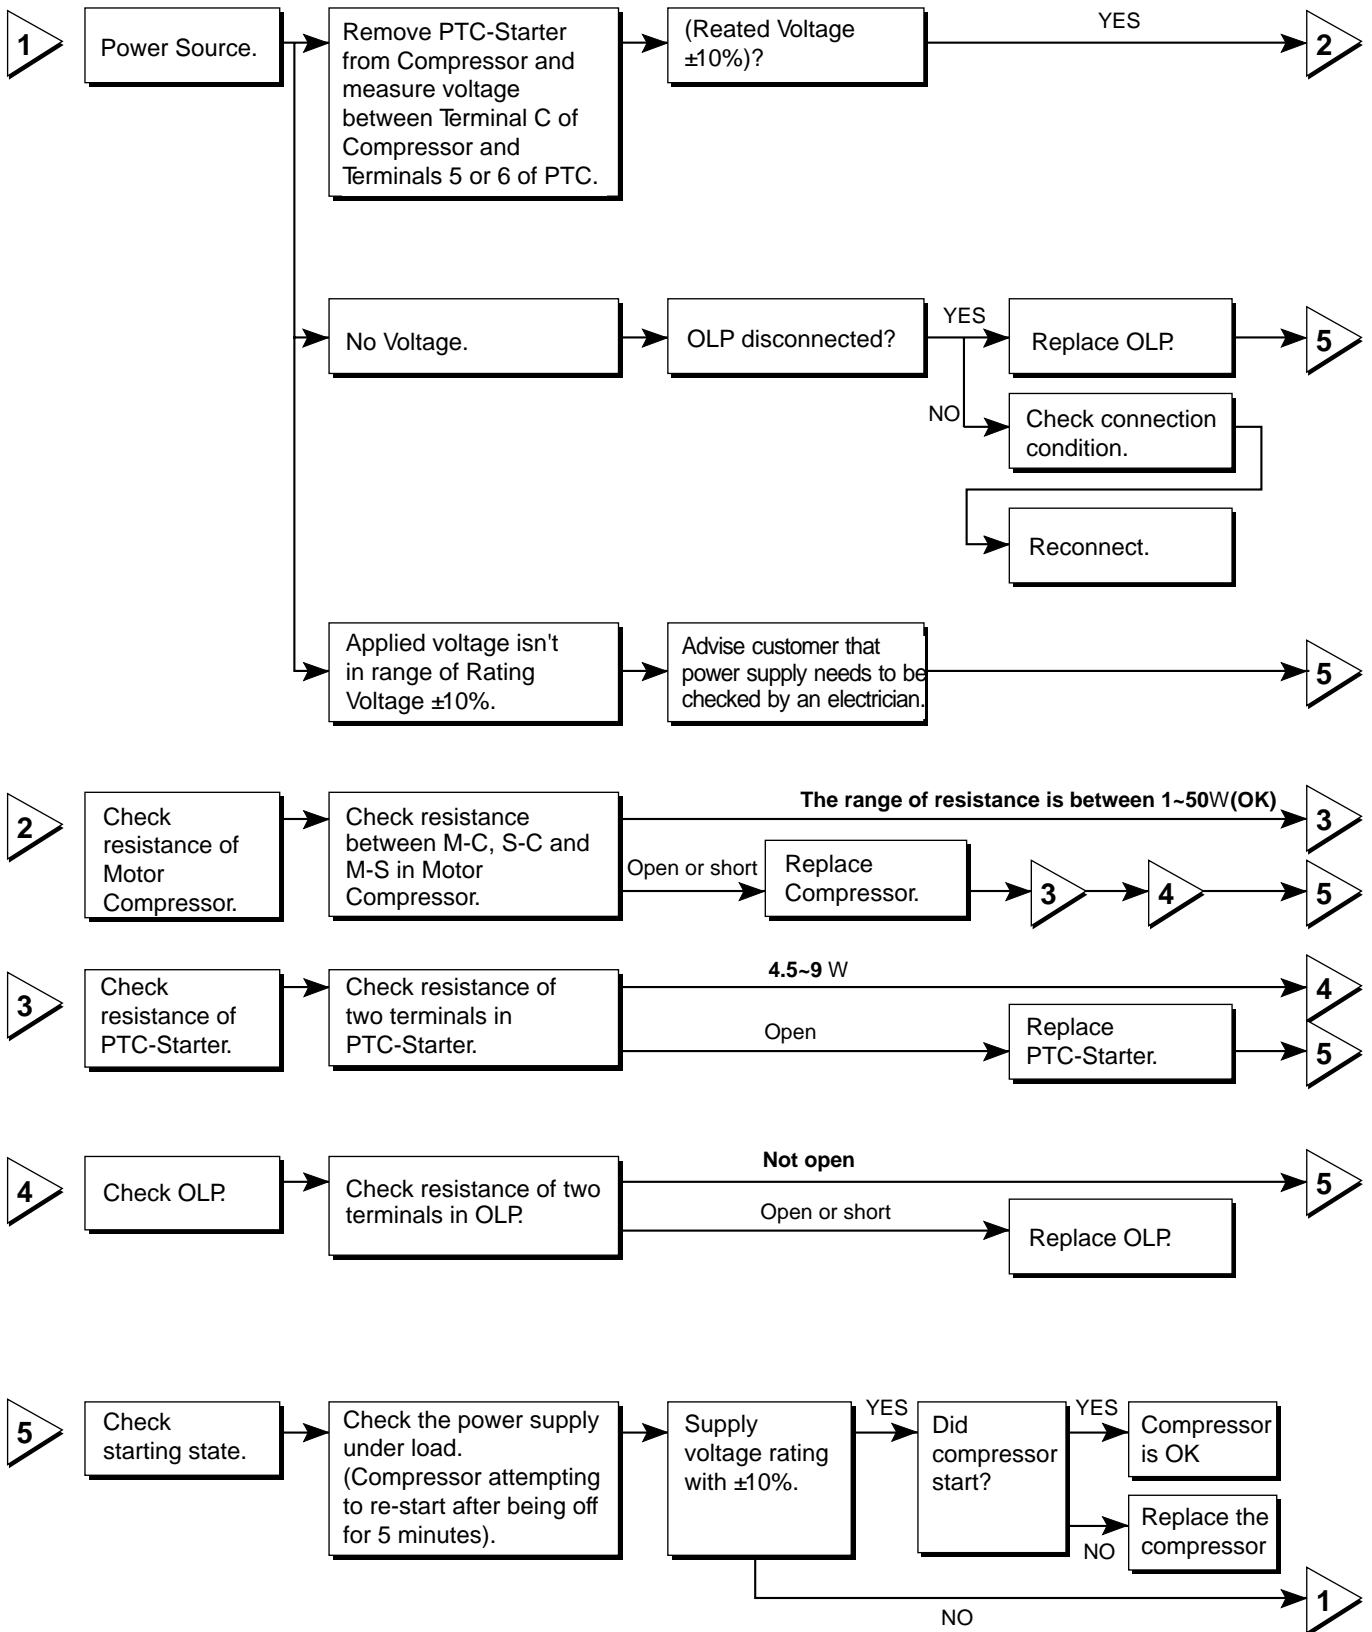 1
Power Source.
Remove PTC-Starter
from Compressor and
measure voltage
between Terminal C of
Compressor and
Terminals 5 or 6 of PTC.
(Reated Voltage
±10%)?
YES
2
No Voltage.
OLP disconnected?
YES
Replace OLP.
5
NO
Check connection
condition.
Reconnect.
Applied voltage isn't
in range of Rating
Voltage ±10%.
Advise customer that
power supply needs to be
checked by an electrician.
5
2
Check
resistance of
Motor
Compressor.
Check resistance
between M-C, S-C and
M-S in Motor
Compressor.
The range of resistance is between 1~50W(OK)
3
Open or short
Replace
Compressor.
3
4
5
3
Check
resistance of
PTC-Starter.
Check resistance of
two terminals in
PTC-Starter.
4.5~9 W
4
Open
Replace
PTC-Starter.
5
4
Check OLP.
Check resistance of two
terminals in OLP.
Not open
5
Open or short
Replace OLP.
5
Check
starting state.
Check the power supply
under load.
(Compressor attempting
to re-start after being off
for 5 minutes).
Supply
voltage rating
with ±10%.
YES
Did
compressor
start?
YES
Compressor
is OK
NO
Replace the
compressor
NO
1